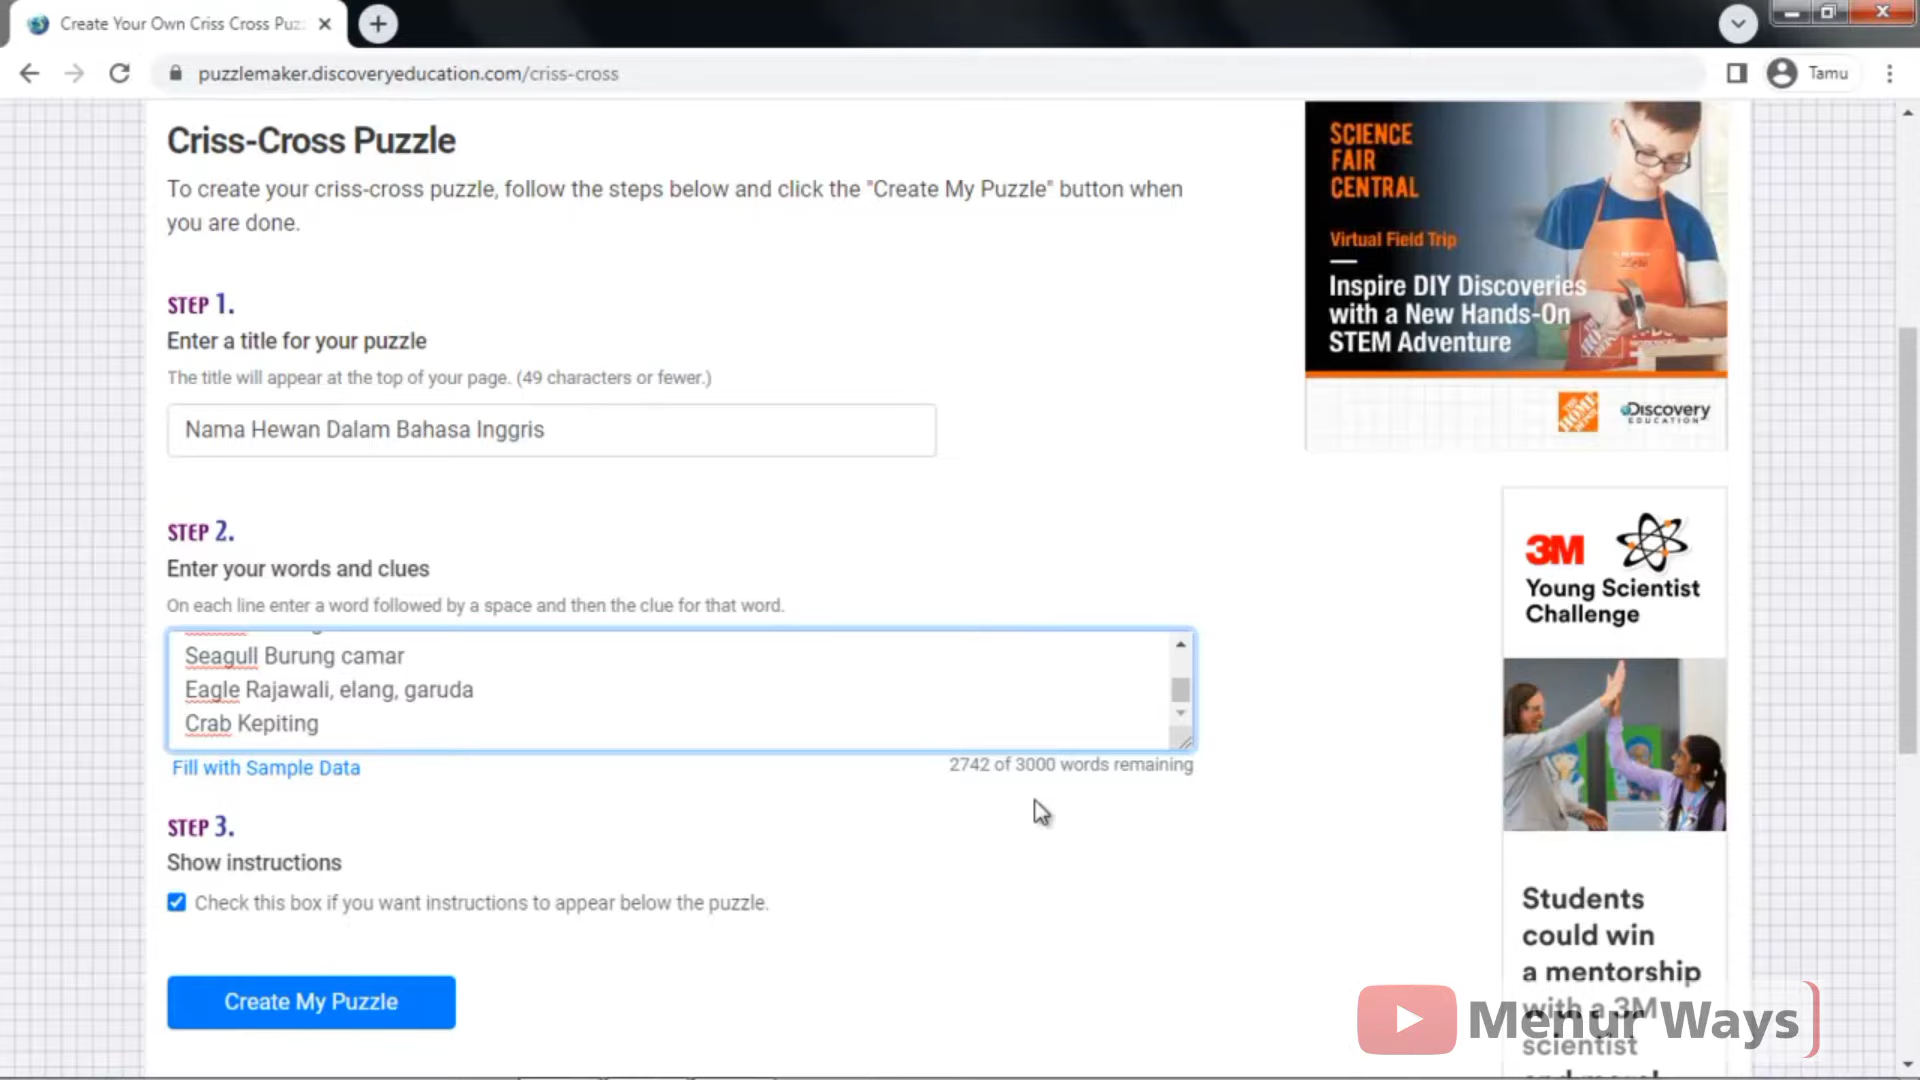 Create Your Own Criss Cross Puz
puzzlemaker.discoveryeducation.com/criss-cross
Tamu
Criss-Cross Puzzle
To create your criss-cross puzzle, follow the steps below and click the "Create My Puzzle" button when
you are done.
STEP 1.
Enter a title for your puzzle
The title will appear at the top of your page. (49 characters or fewer.)
Nama Hewan Dalam Bahasa Inggris
STEP 2.
Enter your words and clues
On each line enter a word followed by a space and then the clue for that word.
Seagull Burung camar
Eagle Rajawali, elang, garuda
Crab Kepiting
Fill with Sample Data
2742 of 3000 words remaining
STEP 3.
Show instructions
Check this box if you want instructions to appear below the puzzle.
Create My Puzzle
SCIENCE
FAIR
CENTRAL
Virtual Field Trip
Inspire DIY Discoveries
with a New Hands-On
STEM Adventure
Discovery
EDUCATION
3M
Young Scientist
Challenge
Students
could win
a mentorship
with a 3M
scientist
Menur Ways